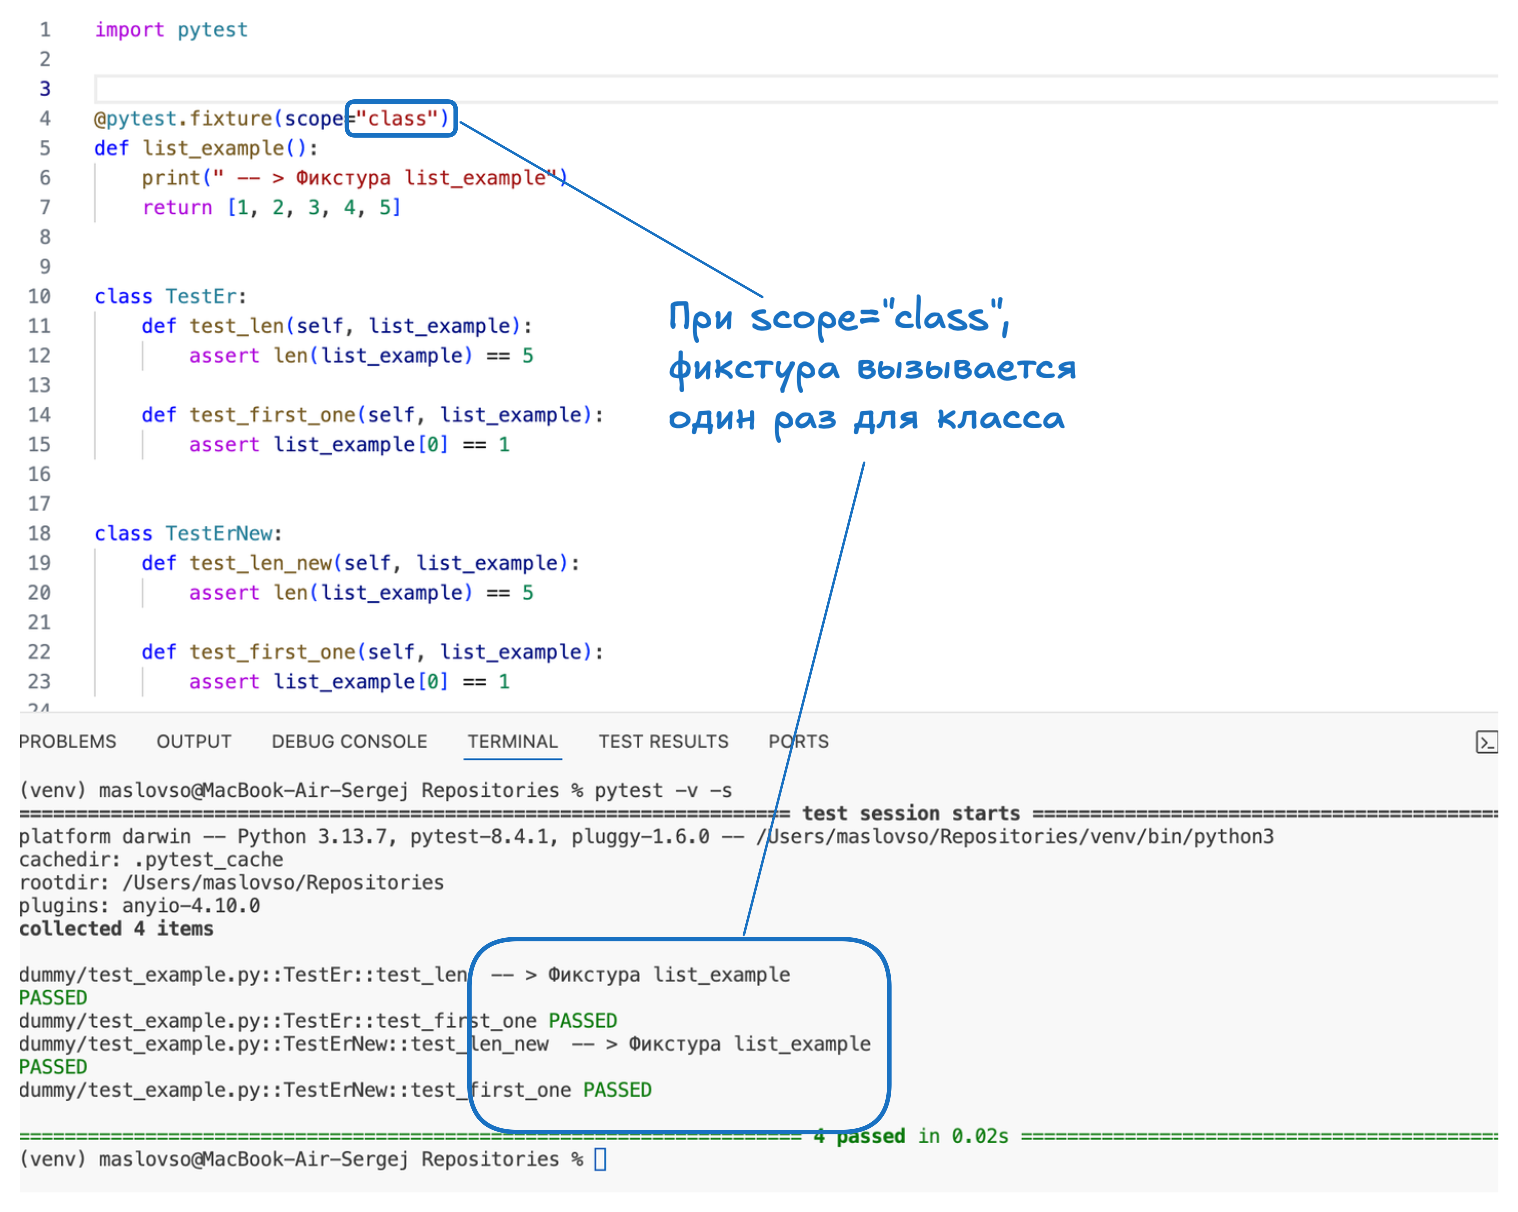 1 import pytest
2
3
4 @pytest.fixture(scope="class")
5 def list_example():
6 print(" -- > Фикстура list_example")
7 return [1, 2, 3, 4, 5]
8
9
10 class TestEr:
11 def test_len(self, list_example):
12 assert len(list_example) == 5
13
14 def test_first_one(self, list_example):
15 assert list_example[0] == 1
16
17
18 class TestErNew:
19 def test_len_new(self, list_example):
20 assert len(list_example) == 5
21
22 def test_first_one(self, list_example):
23 assert list_example[0] == 1
24
При scope="class",
фикстура вызывается
один раз для класса
PROBLEMS OUTPUT DEBUG CONSOLE TERMINAL TEST RESULTS PORTS
(venv) maslovso@MacBook-Air-Sergej Repositories % pytest -v -s
=================================================================== test session starts =========================================
platform darwin -- Python 3.13.7, pytest-8.4.1, pluggy-1.6.0 -- /Users/maslovso/Repositories/venv/bin/python3
cachedir: .pytest_cache
rootdir: /Users/maslovso/Repositories
plugins: anyio-4.10.0
collected 4 items
dummy/test_example.py::TestEr::test_len -- > Фикстура list_example
PASSED
dummy/test_example.py::TestEr::test_first_one PASSED
dummy/test_example.py::TestErNew::test_len_new -- > Фикстура list_example
PASSED
dummy/test_example.py::TestErNew::test_first_one PASSED
==================================================================== 4 passed in 0.02s ==========================================
(venv) maslovso@MacBook-Air-Sergej Repositories %